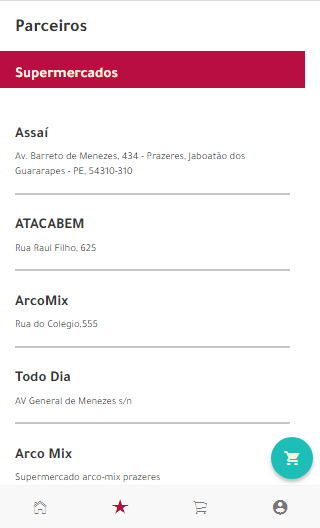 Parceiros
Supermercados
Assaí
Av. Barreto de Menezes, 434 - Prazeres, Jaboatão dos
Guararapes - PE, 54310-310
ATACABEM
Rua Raul Filho, 625
ArcoMix
Rua do Colegio,555
Todo Dia
AV General de Menezes s/n
Arco Mix
Supermercado arco-mix prazeres